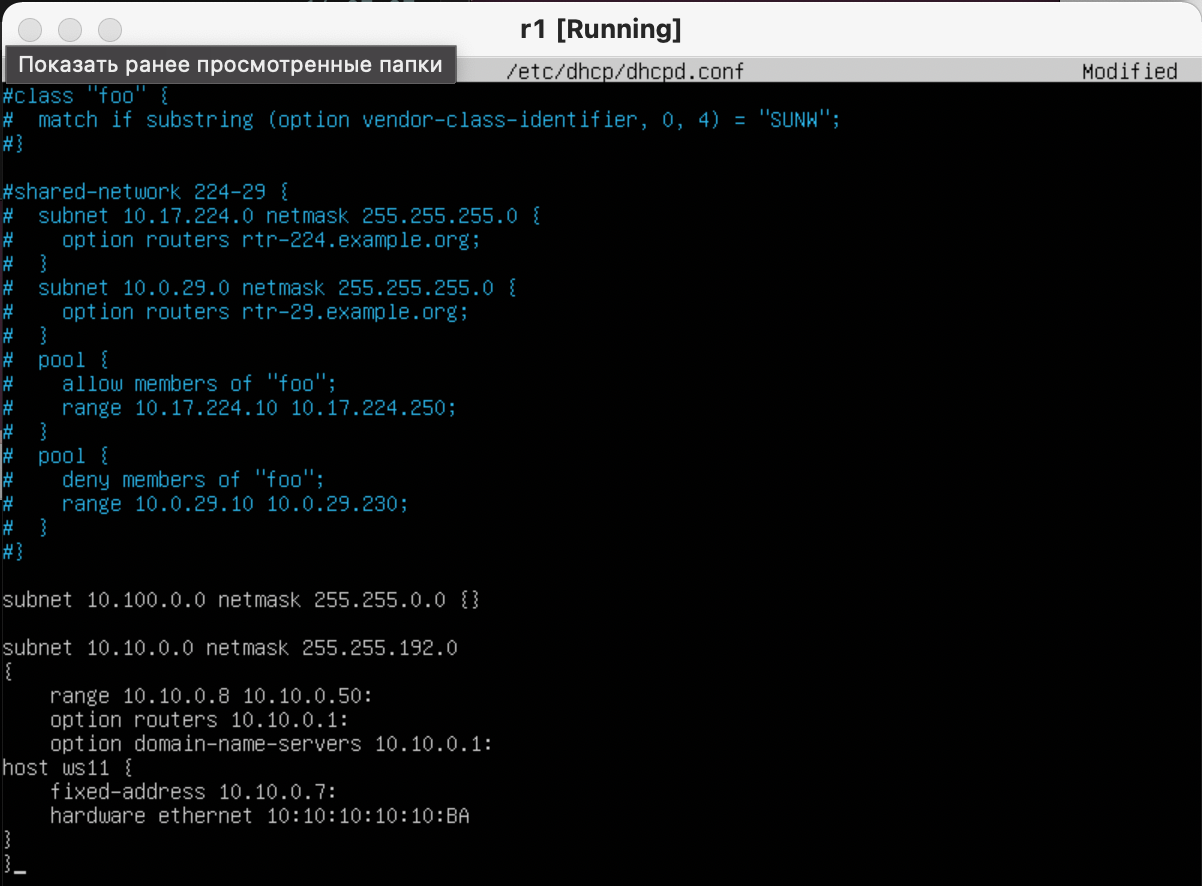 r1 [Running]
Показать ранее просмотренные папки
/etc/dhcp/dhcpd.conf Modified
#class "foo" {
#  match if substring (option vendor-class-identifier, 0, 4) = "SUNW";
#}
#shared-network 224-29 {
#  subnet 10.17.224.0 netmask 255.255.255.0 {
#    option routers rtr-224.example.org;
#  }
#  subnet 10.0.29.0 netmask 255.255.255.0 {
#    option routers rtr-29.example.org;
#  }
#  pool {
#    allow members of "foo";
#    range 10.17.224.10 10.17.224.250;
#  }
#  pool {
#    deny members of "foo";
#    range 10.0.29.10 10.0.29.230;
#  }
#}
subnet 10.100.0.0 netmask 255.255.0.0 {}
subnet 10.10.0.0 netmask 255.255.192.0
{
    range 10.10.0.8 10.10.0.50:
    option routers 10.10.0.1:
    option domain-name-servers 10.10.0.1:
host ws11 {
    fixed-address 10.10.0.7:
    hardware ethernet 10:10:10:10:10:BA
}
}_